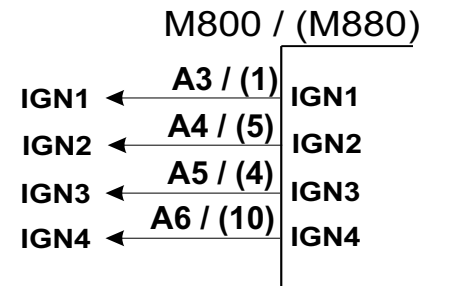 M800 / (M880)
IGN1 A3 / (1) IGN1
IGN2 A4 / (5) IGN2
IGN3 A5 / (4) IGN3
IGN4 A6 / (10) IGN4